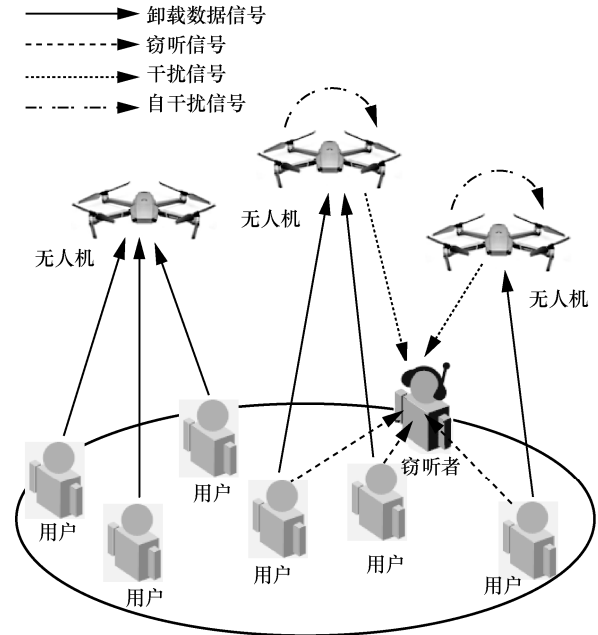 卸载数据信号
窃听信号
干扰信号
自干扰信号
无人机
无人机
无人机
窃听者
用户
用户
用户
用户
用户
用户